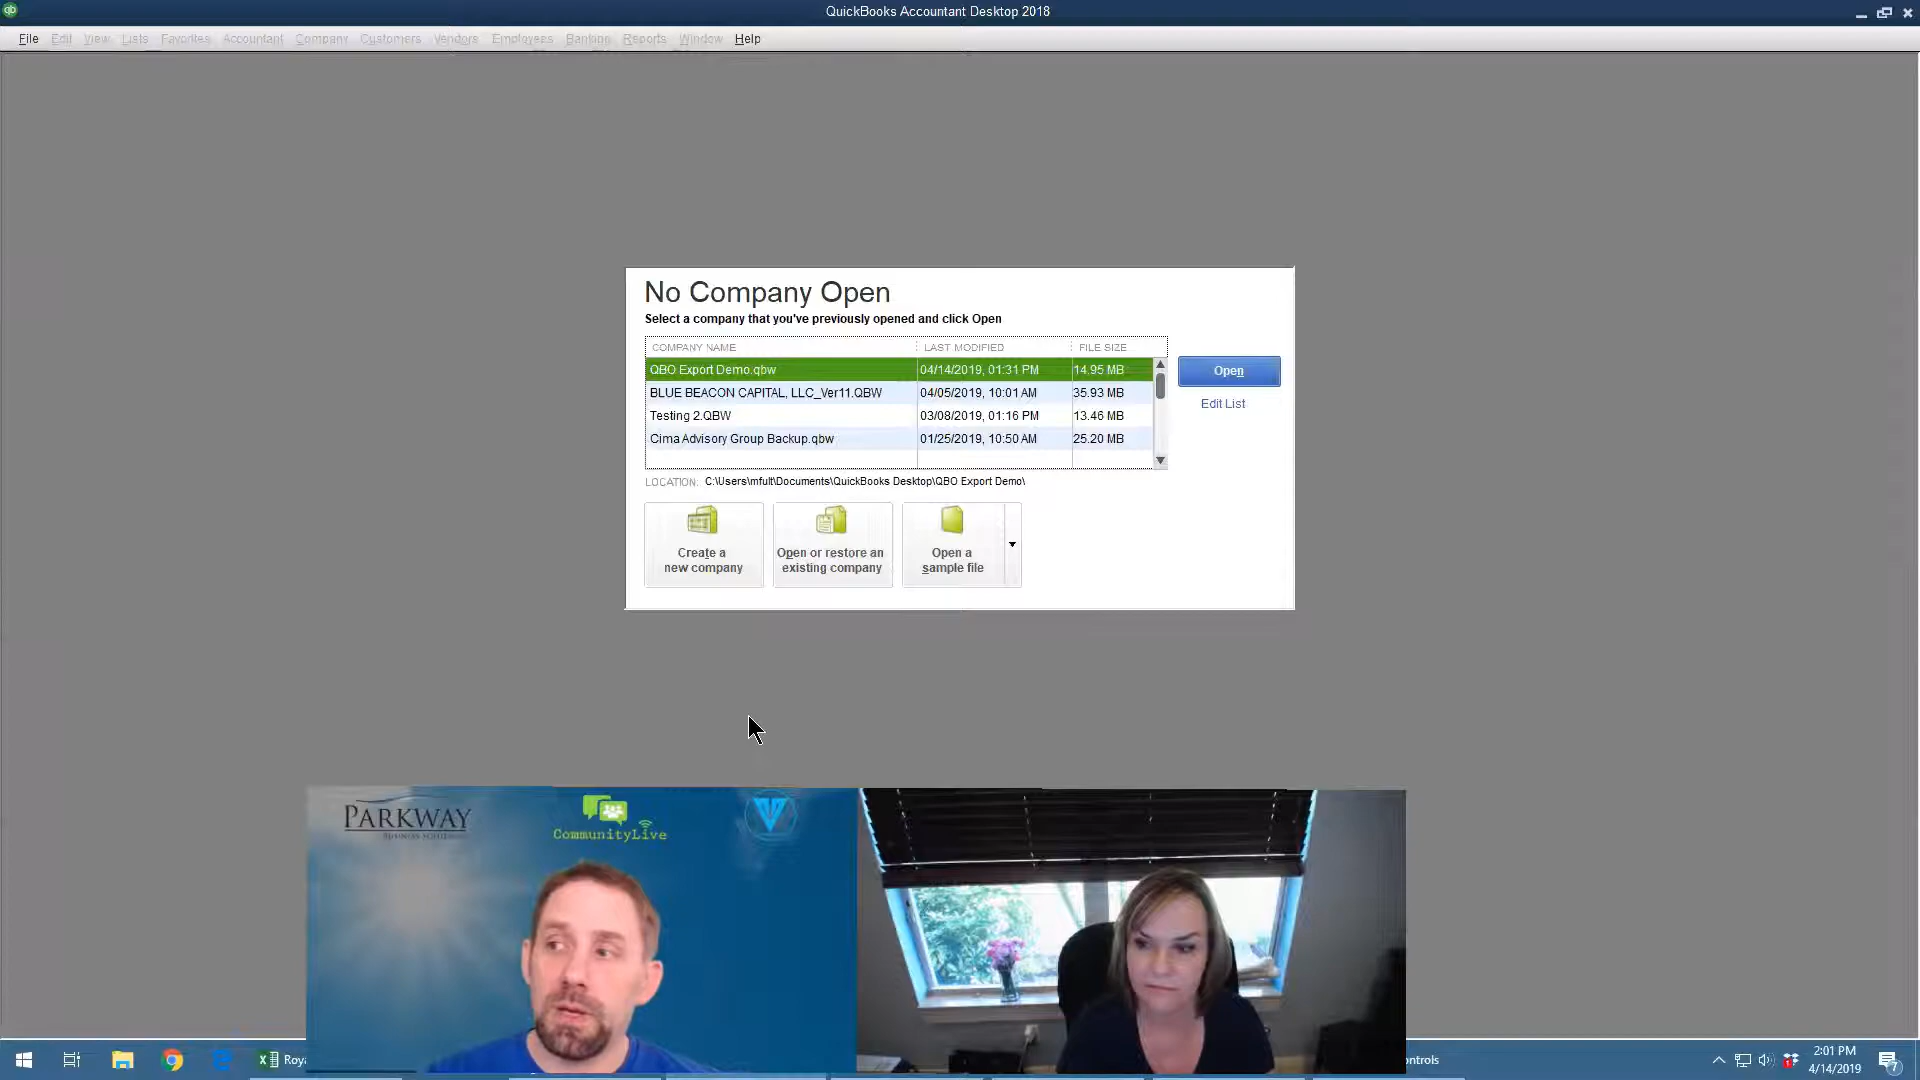 QuickBooks Accountant Desktop 2018
File Edit View Lists Favorites Accountant Company Customers Vendors Employees Banking Reports Window Help
No Company Open
Select a company that you've previously opened and click Open
COMPANY NAME LAST MODIFIED FILE SIZE
QBO Export Demo.qbw 04/14/2019, 01:31 PM 14.95 MB
Open
BLUE BEACON CAPITAL, LLC_Ver11.QBW 04/05/2019, 10:01 AM 35.93 MB
Edit List
Testing 2.QBW 03/08/2019, 01:16 PM 13.46 MB
Cima Advisory Group Backup.qbw 01/25/2019, 10:50 AM 25.20 MB
LOCATION: C:\Users\mfult\Documents\QuickBooks Desktop\QBO Export Demo\
Create a
new company
Open or restore an
existing company
Open a
sample file
PARKWAY
CommunityLive
Roya
ontrols
2:01 PM
4/14/2019
7